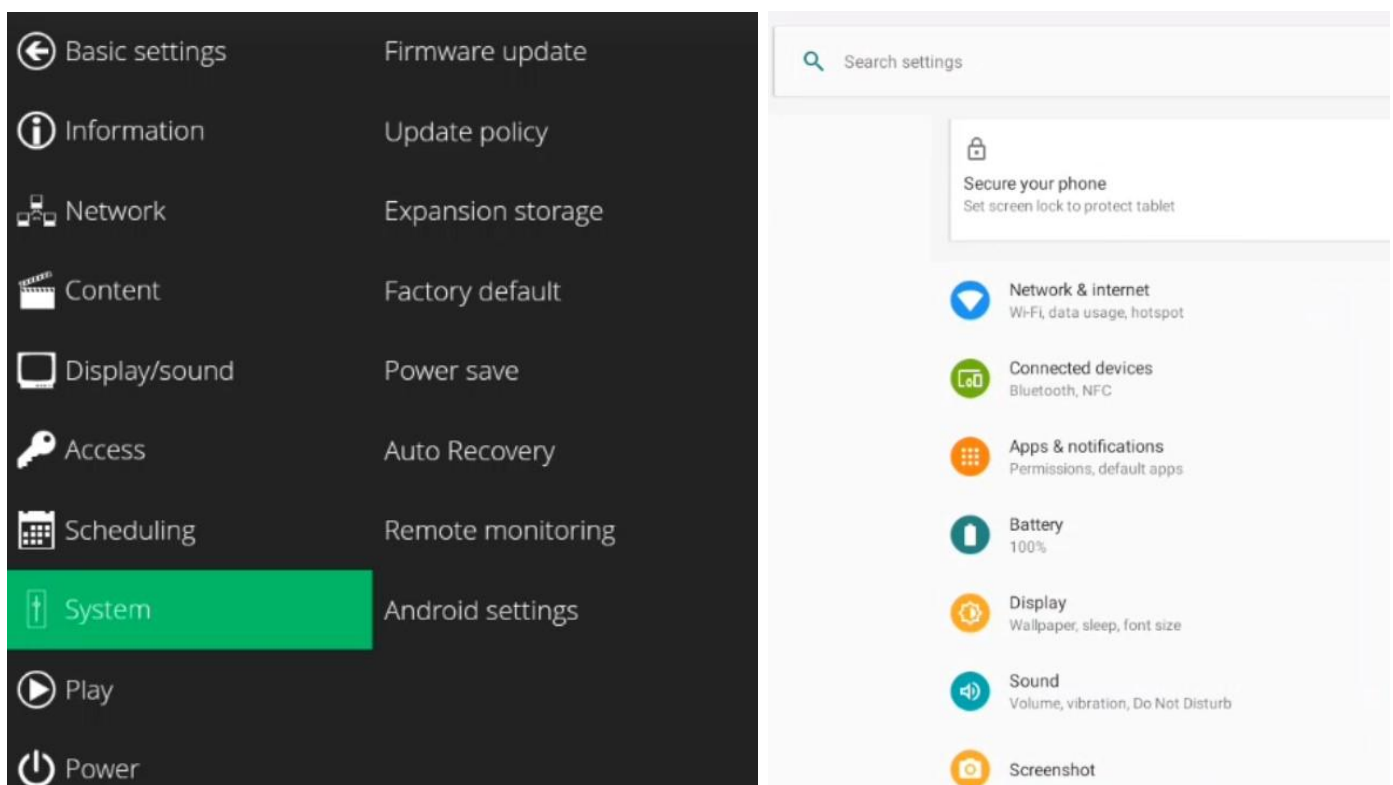 Basic settings
Information
Network
Content
Display/sound
Access
Scheduling
System
Play
Power
Firmware update
Update policy
Expansion storage
Factory default
Power save
Auto Recovery
Remote monitoring
Android settings
Search settings
Secure your phone
Set screen lock to protect tablet
Network & internet
Wi-Fi, data usage, hotspot
Connected devices
Bluetooth, NFC
Apps & notifications
Permissions, default apps
Battery
100%
Display
Wallpaper, sleep, font size
Sound
Volume, vibration, Do Not Disturb
Screenshot